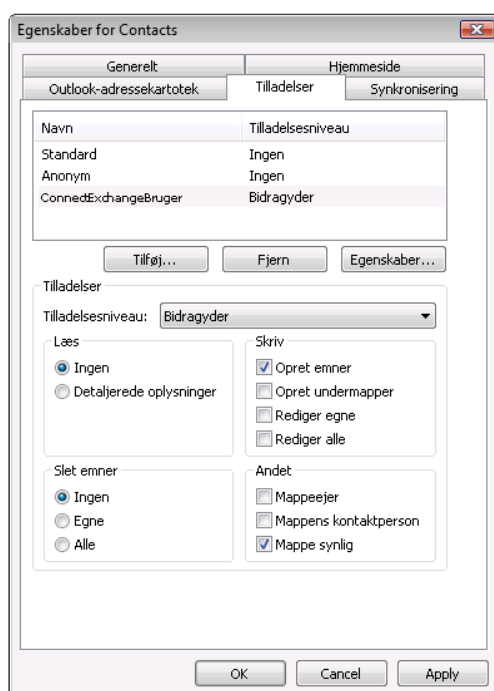 Egenskaber for Contacts
Generelt Hjemmeside
Outlook-adressekartotek Tilladelser Synkronisering
Navn Tilladelsesniveau
Standard Ingen
Anonym Ingen
ConnectExchangeBruger Bidragyder
Tilføj... Fjern Egenskaber...
Tilladelser
Tilladelsesniveau: Bidragyder
Læs Skriv
Ingen Opret emner
Detaljerede oplysninger Opret undermapper
Rediger egne
Rediger alle
Slet emner Andet
Ingen Mappeejer
Egne Mappens kontaktperson
Alle Mappe synlig
OK Cancel Apply